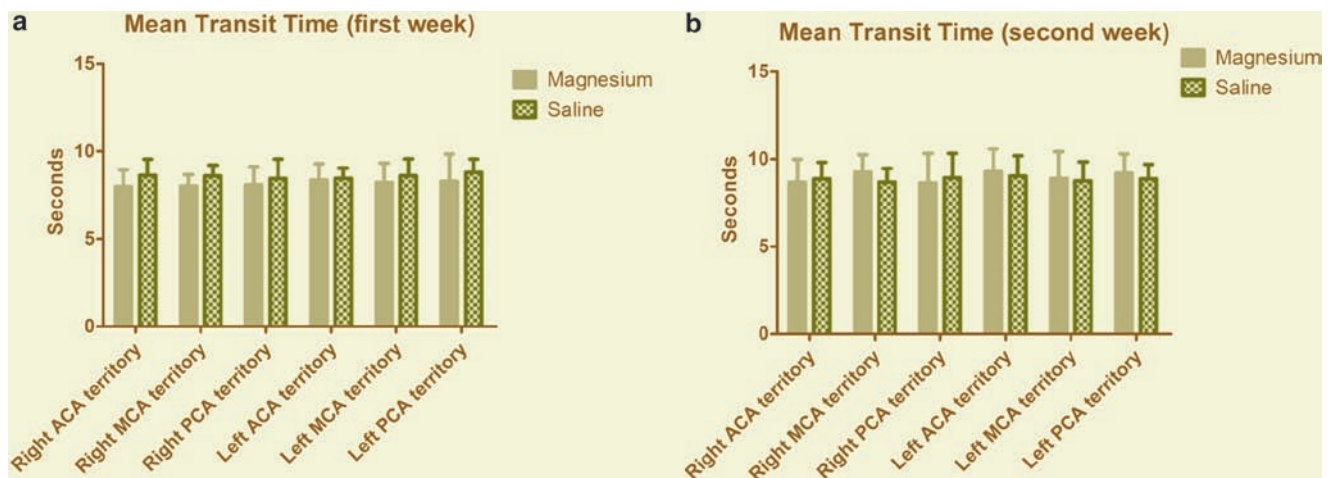 a
Mean Transit Time (first week)
Magnesium
Saline
15
10
5
0
Seconds
Right ACA territory
Right MCA territory
Right PCA territory
Left ACA territory
Left MCA territory
Left PCA territory
b
Mean Transit Time (second week)
Magnesium
Saline
15
10
5
0
Seconds
Right ACA territory
Right MCA territory
Right PCA territory
Left ACA territory
Left MCA territory
Left PCA territory